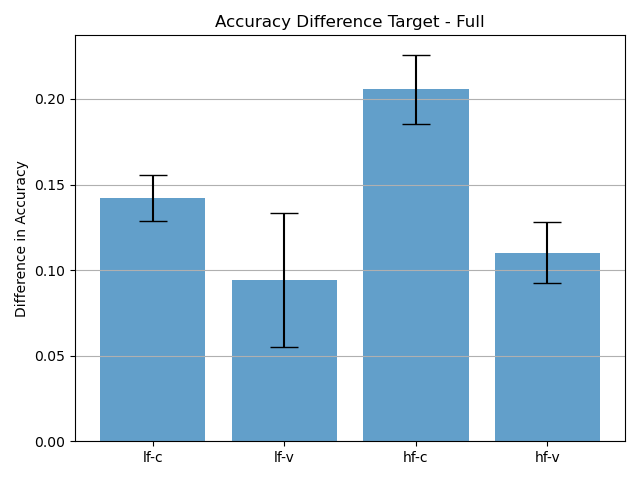 Accuracy Difference Target - Full
Difference in Accuracy
0.20
0.15
0.10
0.05
0.00
lf-c
lf-v
hf-c
hf-v